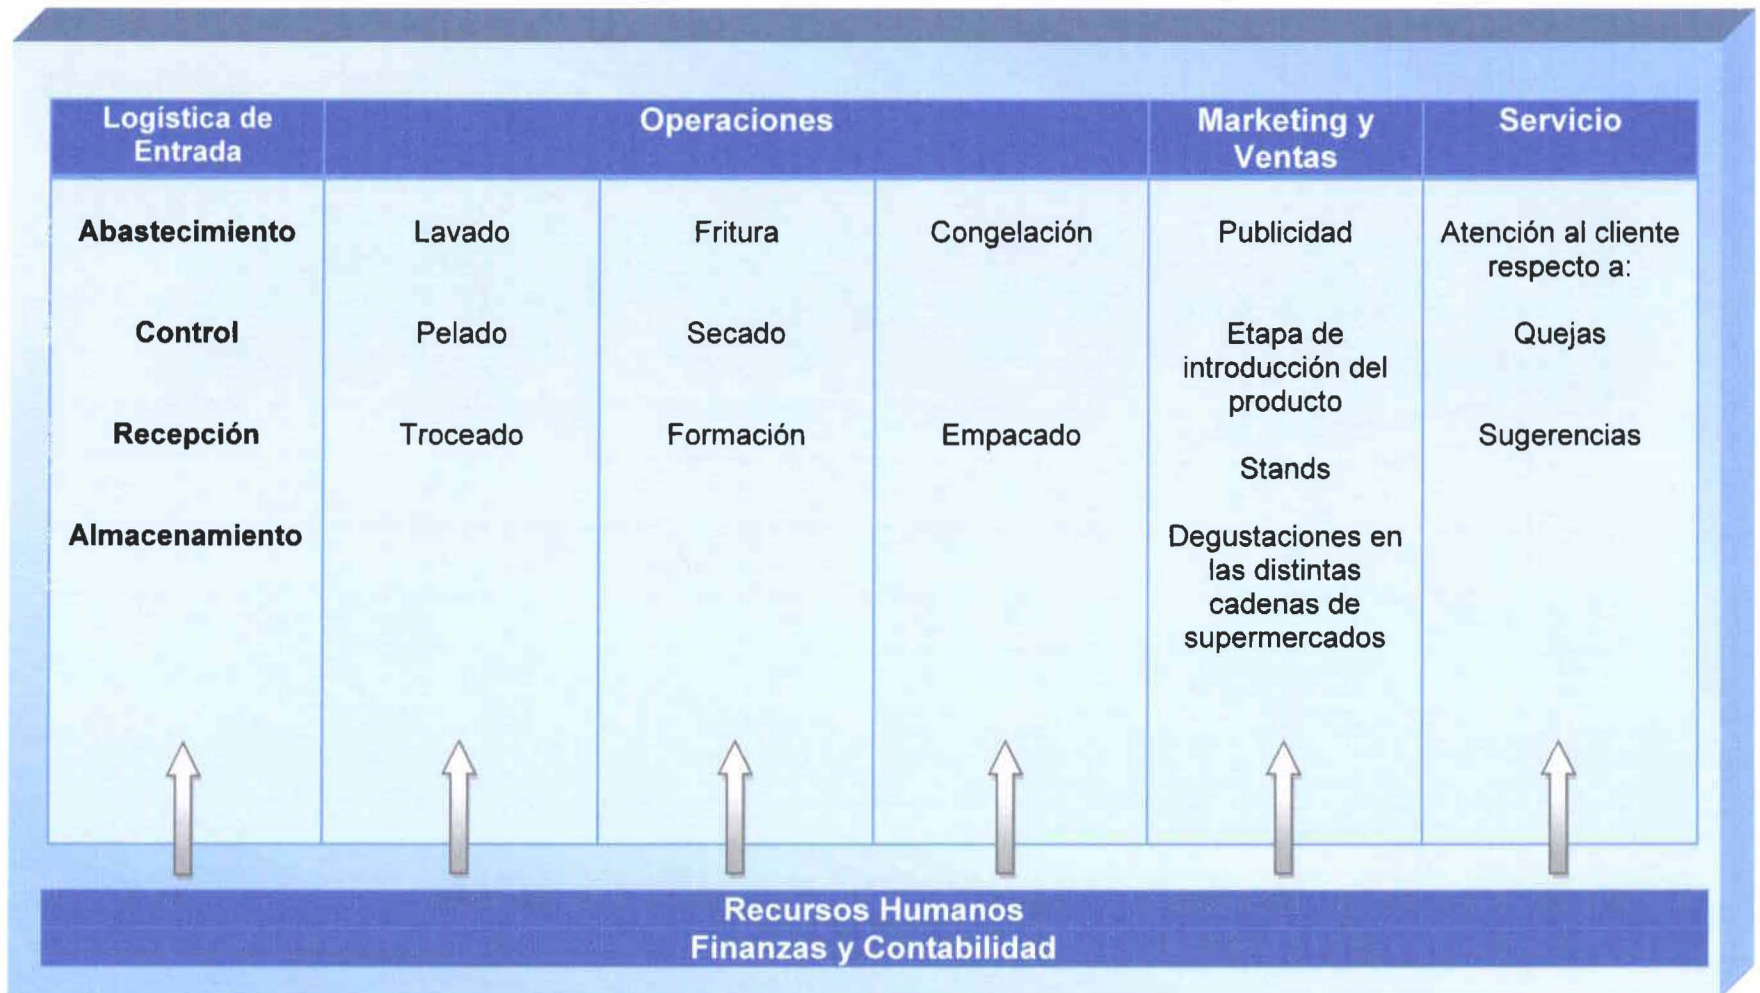 Logística de
Entrada
Operaciones
Marketing y
Ventas
Servicio
Abastecimiento
Control
Recepción
Almacenamiento
Lavado
Pelado
Troceado
Fritura
Secado
Formación
Congelación
Empacado
Publicidad
Etapa de
introducción del
producto
Stands
Degustaciones en
las distintas
cadenas de
supermercados
Atención al cliente
respecto a:
Quejas
Sugerencias
Recursos Humanos
Finanzas y Contabilidad